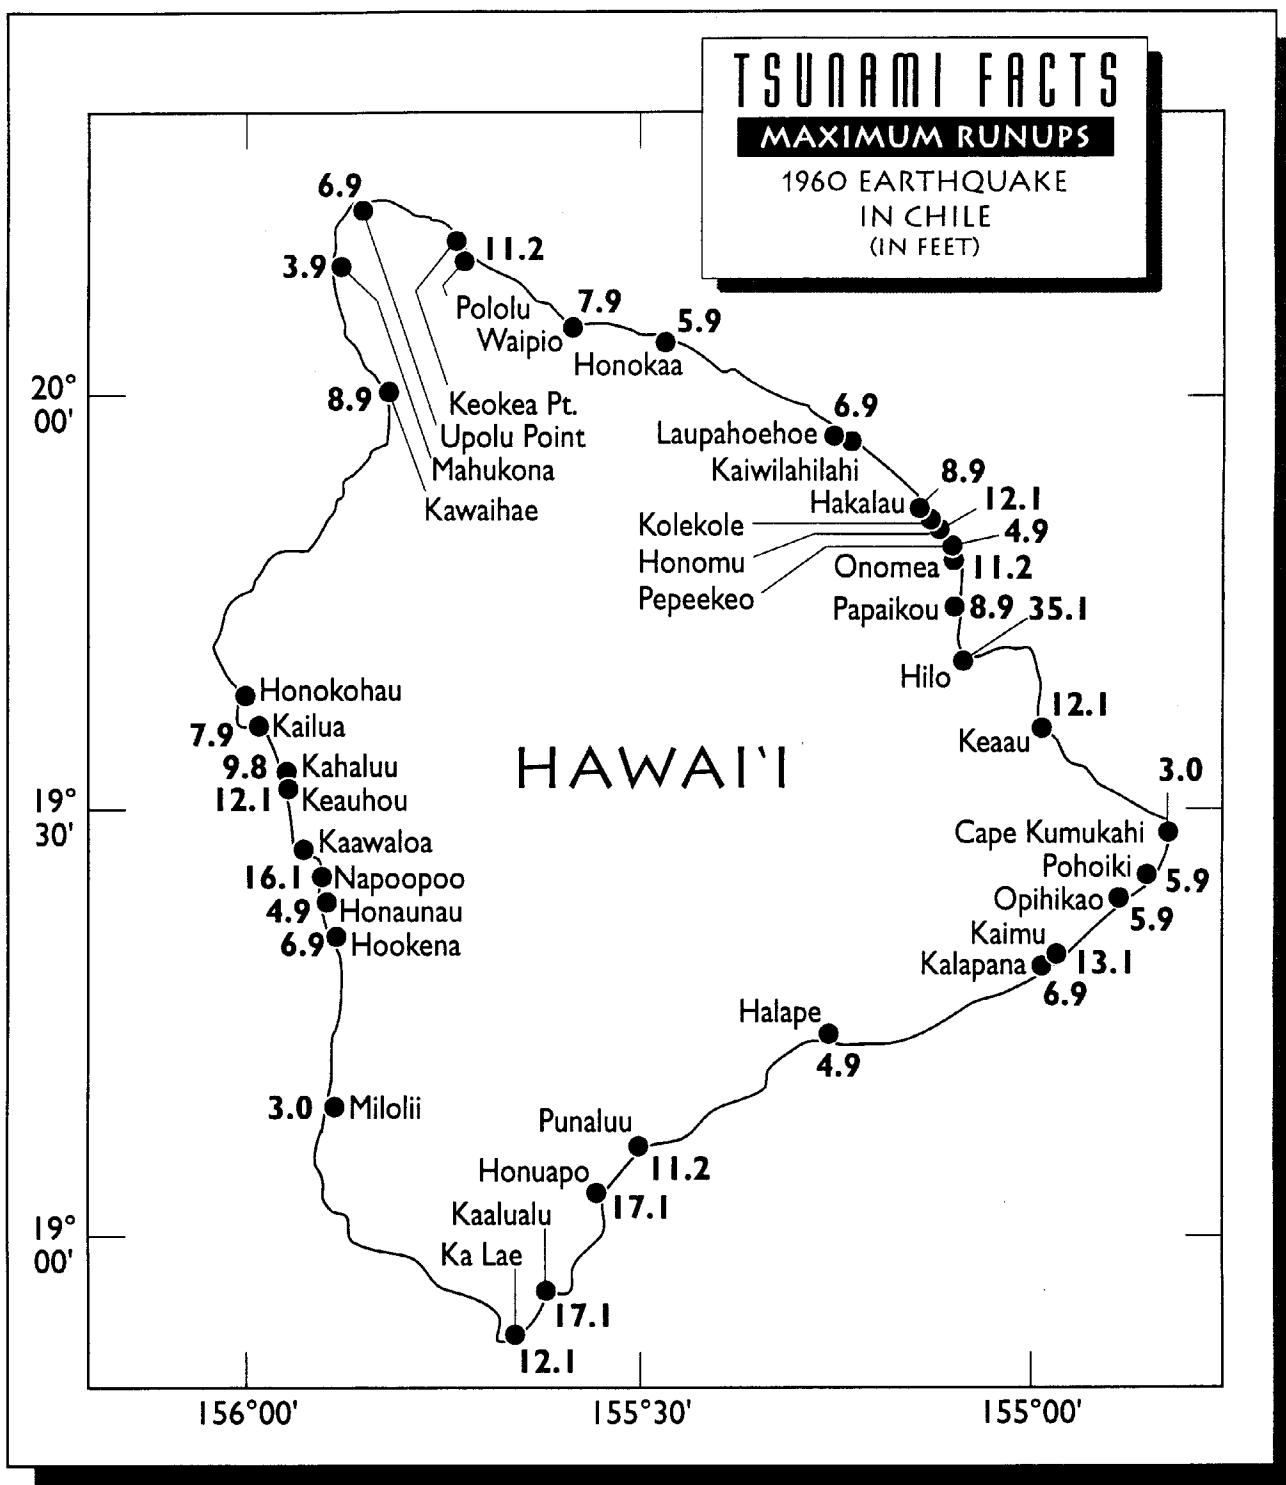 TSUNAMI FACTS
MAXIMUM RUNUPS
1960 EARTHQUAKE
IN CHILE
(IN FEET)
6.9
11.2
3.9
Pololu
7.9
Waipio
5.9
Honokaa
20°
00'
8.9
Keokea Pt.
Upolu Point
Mahukona
Kawaihae
6.9
Laupahoehoe
Kaiwilahilahi
8.9
Hakalau
12.1
Kolekole
4.9
Honomu
Onomea 11.2
Pepeekeo
Papaikou 8.9
35.1
Hilo
Honokohau
7.9 Kailua
12.1
Keaau
HAWAI'I
9.8 Kahaluu
12.1 Keauhou
3.0
19°
30'
Kaawaloa
Cape Kumukahi
Pohoiki
5.9
16.1 Napoopoo
4.9 Honaunau
Opihikao
5.9
6.9 Hookena
Kaimu
13.1
Kalapana
6.9
Halape
4.9
3.0 Milolii
Punaluu
11.2
Honuapo
17.1
Kaalualu
19°
00'
Ka Lae
17.1
12.1
156°00' 155°30' 155°00'